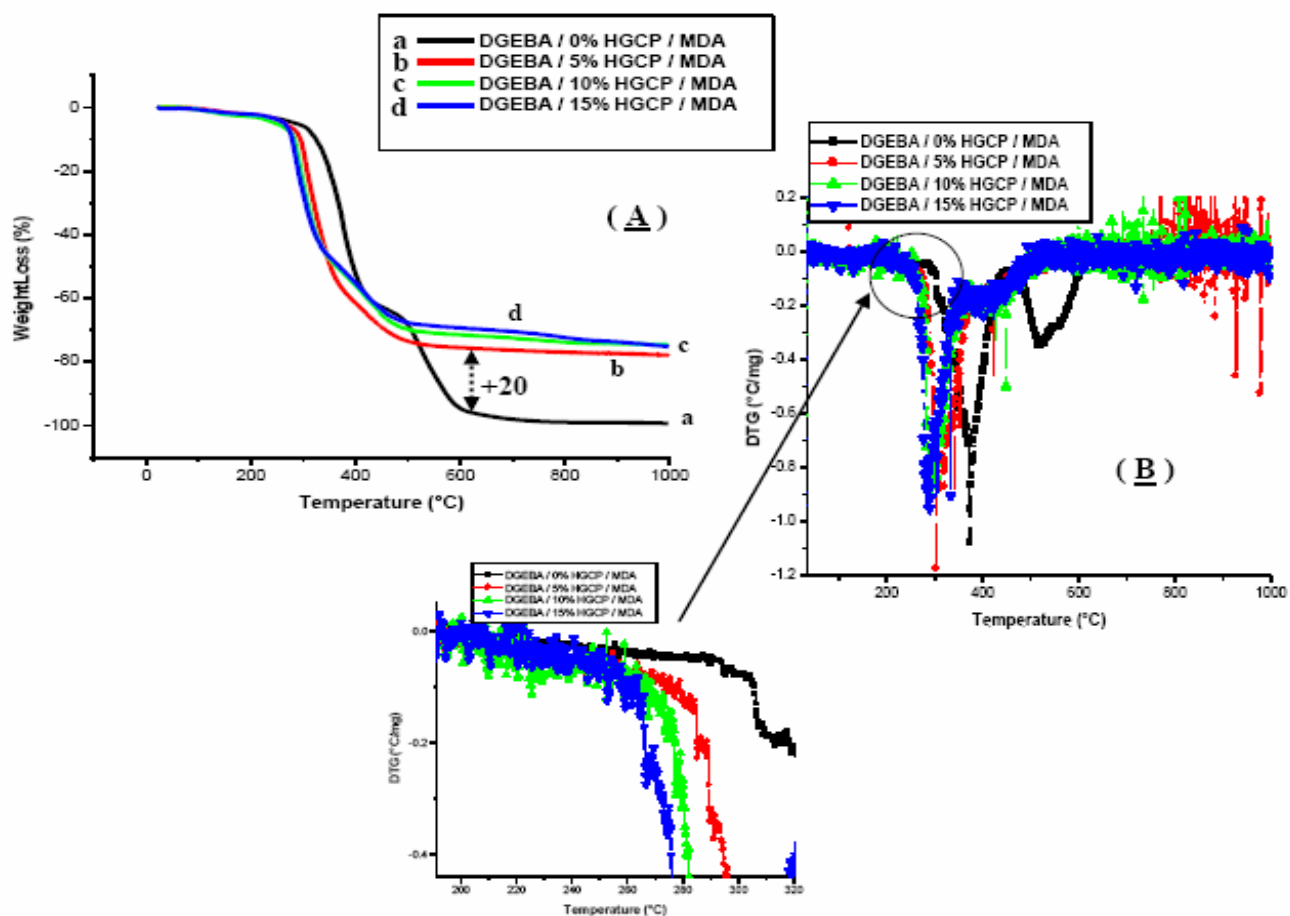 a DGEBA / 0% HGCP / MDA
b DGEBA / 5% HGCP / MDA
c DGEBA / 10% HGCP / MDA
d DGEBA / 15% HGCP / MDA
0
-20
-40
-60
-80
-100
WeightLoss (%)
( A )
d
c
b
+20
a
0
200
400
600
800
1000
Temperature (°C)
DGEBA / 0% HGCP / MDA
DGEBA / 5% HGCP / MDA
DGEBA / 10% HGCP / MDA
DGEBA / 15% HGCP / MDA
0.2
0.0
-0.2
-0.4
-0.6
-0.8
-1.0
-1.2
DTG (°C/mg)
( B )
200
400
600
800
1000
Temperature (°C)
DGEBA / 0% HGCP / MDA
DGEBA / 5% HGCP / MDA
DGEBA / 10% HGCP / MDA
DGEBA / 15% HGCP / MDA
0.0
-0.2
-0.4
DTG (°C/mg)
200
220
240
260
280
300
320
Temperature (°C)